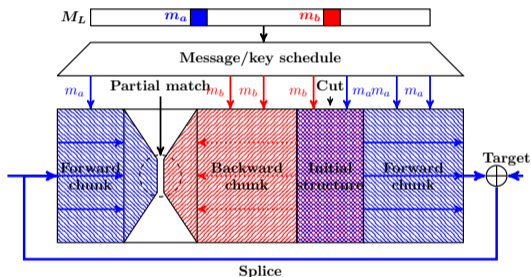 M_L m_a m_b
Message/key schedule
m_a Partial match m_b m_b m_b Cut m_a m_a m_a
Forward chunk
Backward chunk
Initial structure
Forward chunk
Target
Splice